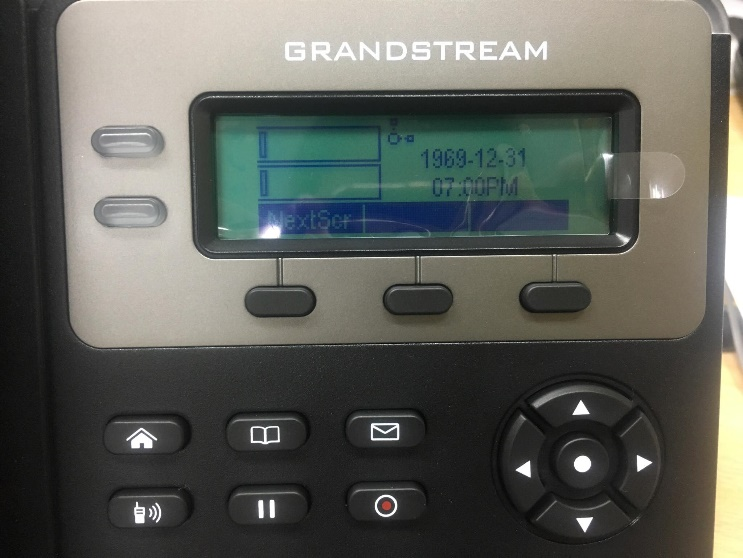 GRANDSTREAM
1969-12-31
07:00PM
NextScr